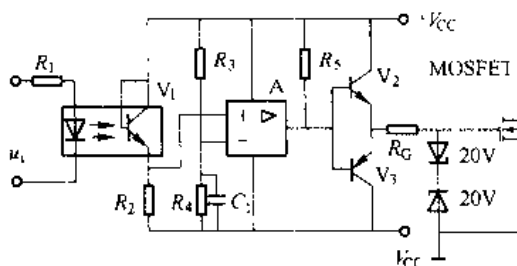 R1
V1
R3
A
R5
V2
VCC
MOSFET
+
−
ui
R2
R4
C1
RG
V3
20V
20V
VCC